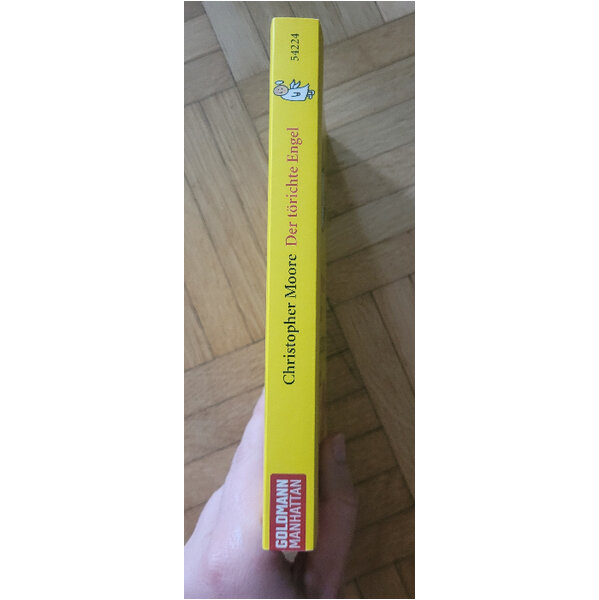 54224
Christopher Moore Der törichte Engel
GOLDMANN
MANHATTAN